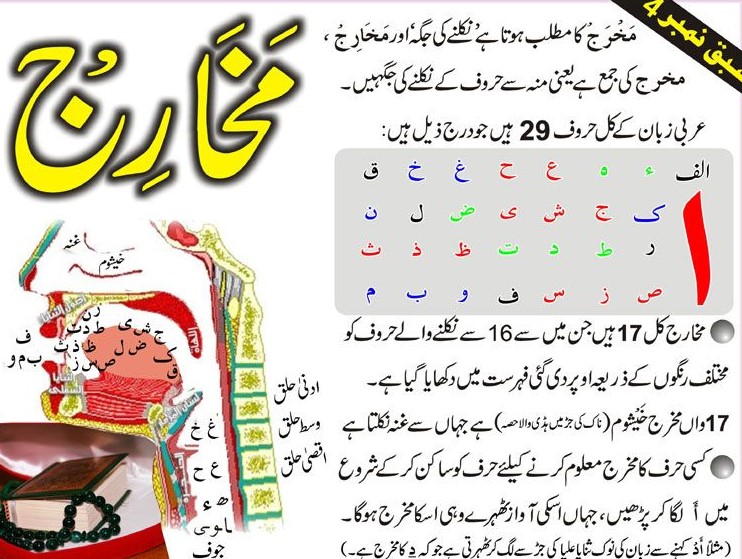 سبق نمبر 4
مَخَارِجُ
مَخْرَجْ کا مطلب ہوتا ہے ’نکلنے کی جگہ‘ اور مَخَارِجْ ،
مخرج کی جمع ہے یعنی منہ سے حروف کے نکلنے کی جگہیں۔
عربی زبان کے کل حروف 29 ہیں جو درج ذیل ہیں:
الف ء ہ ع ح غ خ ق
ا ک ج ش ی ض ل ن
ر ط د ت ظ ذ ث
ص ز س ف و ب م
مخارج کل 17 ہیں جن میں سے 16 سے نکلنے والے حروف کو
مختلف رنگوں کے ذریعہ اوپر دی گئی فہرست میں دکھایا گیا ہے۔
17واں مخرج خَیْشُوم (ناک کی جڑ میں ہڈی والا حصہ) ہے جہاں سے غنہ نکلتا ہے
کسی حرف کا مخرج معلوم کرنے کیلئے حرف کو ساکن کر کے شروع
میں أَ لگا کر پڑھیں، جہاں اسکی آواز ٹھہرے وہی اسکا مخرج ہوگا۔
(مثلاً أدْ کہنے سے زبان کی نوک ثنایا علیا کی جڑ سے لگ کر ٹھہرتی ہے جو کہ د کا مخرج ہے۔)
غنہ
خیشوم
اللهاة
ز ن
ج ش ی ط د ت
ف ض ل ظ ذ ث
ب م و ک ص س ز
ق
الثنايا السفلى
ادنیٰ حلق
غ خ
وسط حلق
ع ح
اقصیٰ حلق
ء ھ
ا و ی
جوف